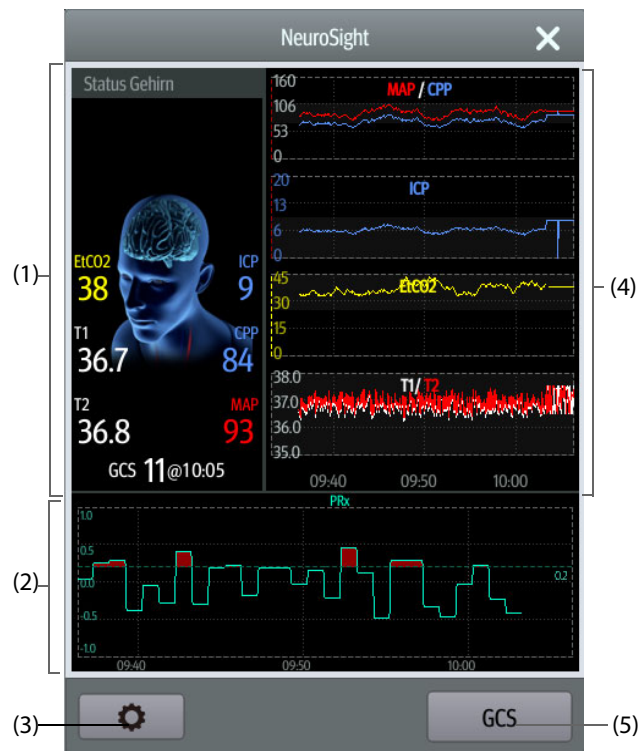 NeuroSight
Status Gehirn
EtCO2
38
ICP
9
T1
36.7
CPP
84
T2
36.8
MAP
93
GCS 11@10:05
160
MAP / CPP
106
53
0
20
ICP
13
6
0
45
EtCO2
30
15
0
38.0
T1/ T2
37.0
36.0
35.0
09:40 09:50 10:00
PRx
1.0
0.5
0.2
0.0
-0.5
-1.0
09:40 09:50 10:00
GCS
(1)
(2)
(3)
(4)
(5)